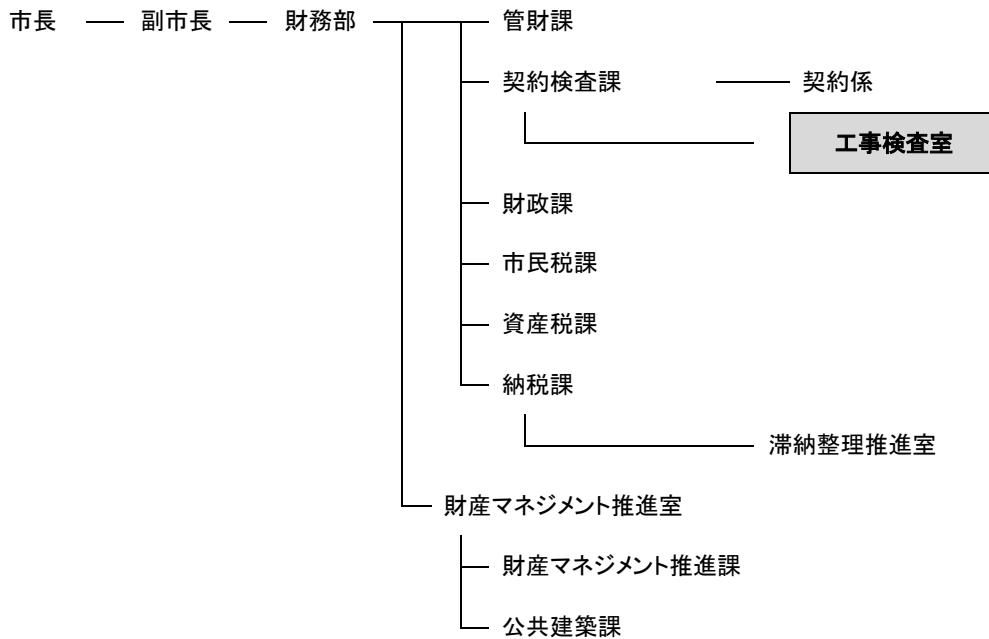 市長 副市長 財務部 管財課
契約検査課 契約係
工事検査室
財政課
市民税課
資産税課
納税課
滞納整理推進室
財産マネジメント推進室
財産マネジメント推進課
公共建築課